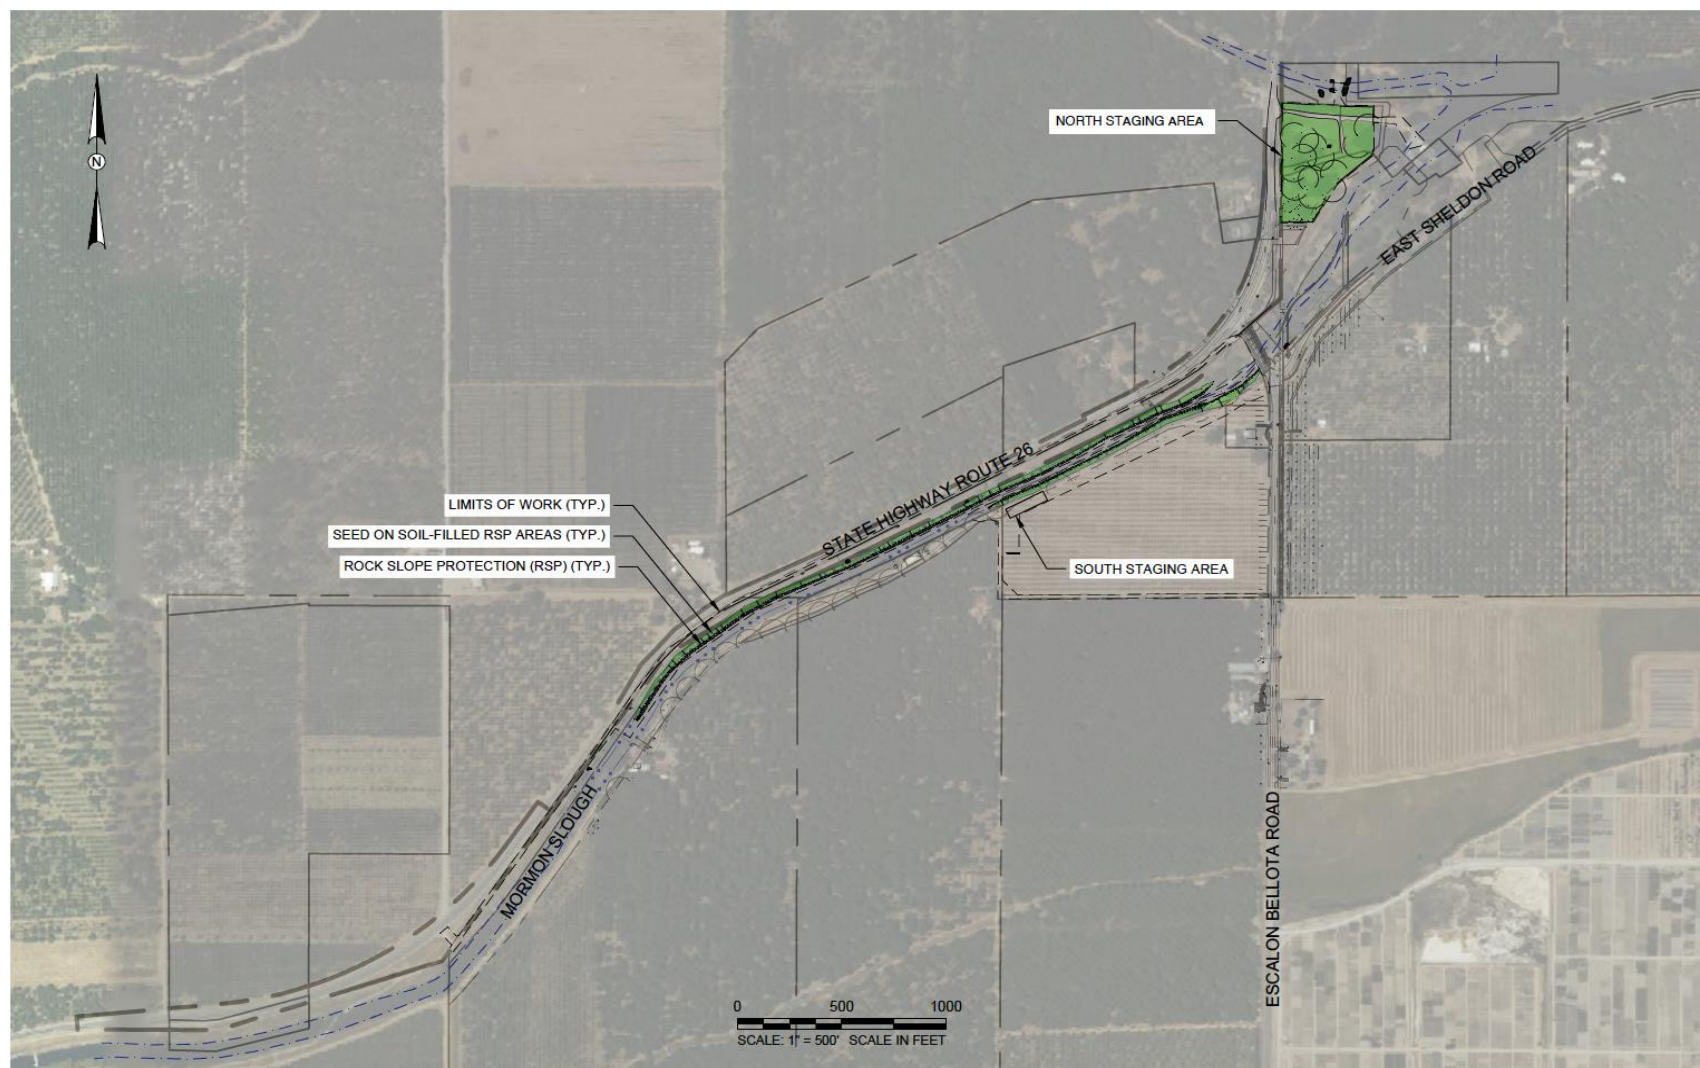 NORTH STAGING AREA
EAST SHELDON ROAD
N
STATE HIGHWAY ROUTE 26
LIMITS OF WORK (TYP.)
SEED ON SOIL-FILLED RSP AREAS (TYP.)
ROCK SLOPE PROTECTION (RSP) (TYP.)
SOUTH STAGING AREA
MORMON SLOUGH
ESCALON BELLOTA ROAD
0 500 1000
SCALE: 1" = 500' SCALE IN FEET